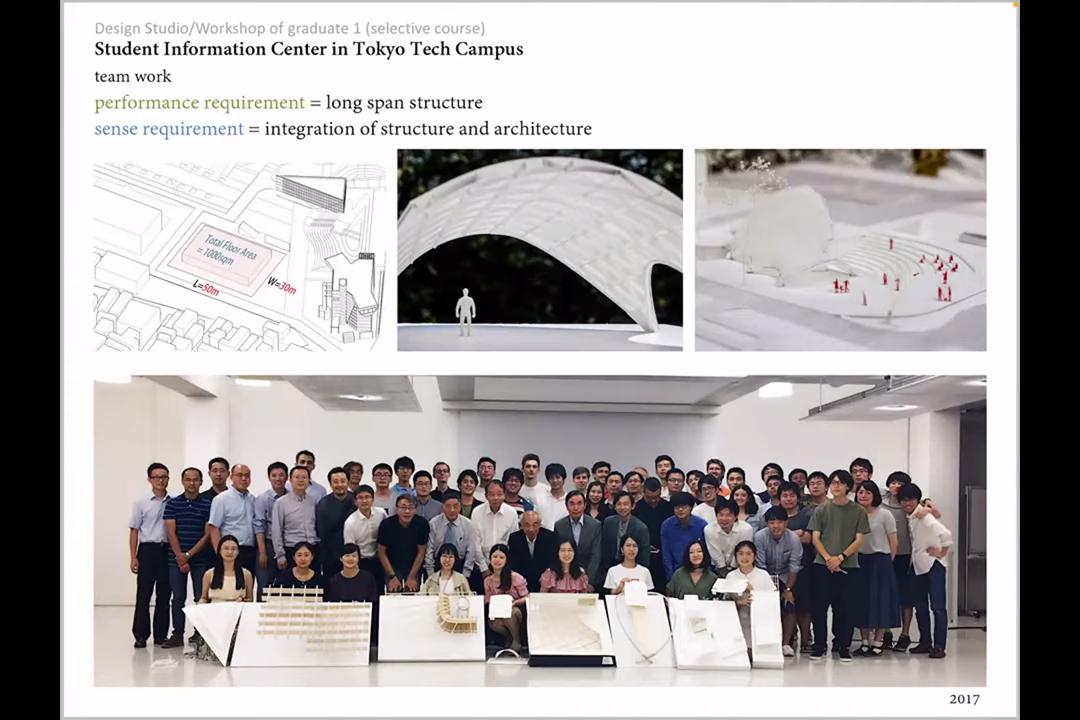 Design Studio/Workshop of graduate 1 (selective course)
Student Information Center in Tokyo Tech Campus
team work
performance requirement = long span structure
sense requirement = integration of structure and architecture
Total Floor Area
= 1000sqm
L=50m
W=30m
2017